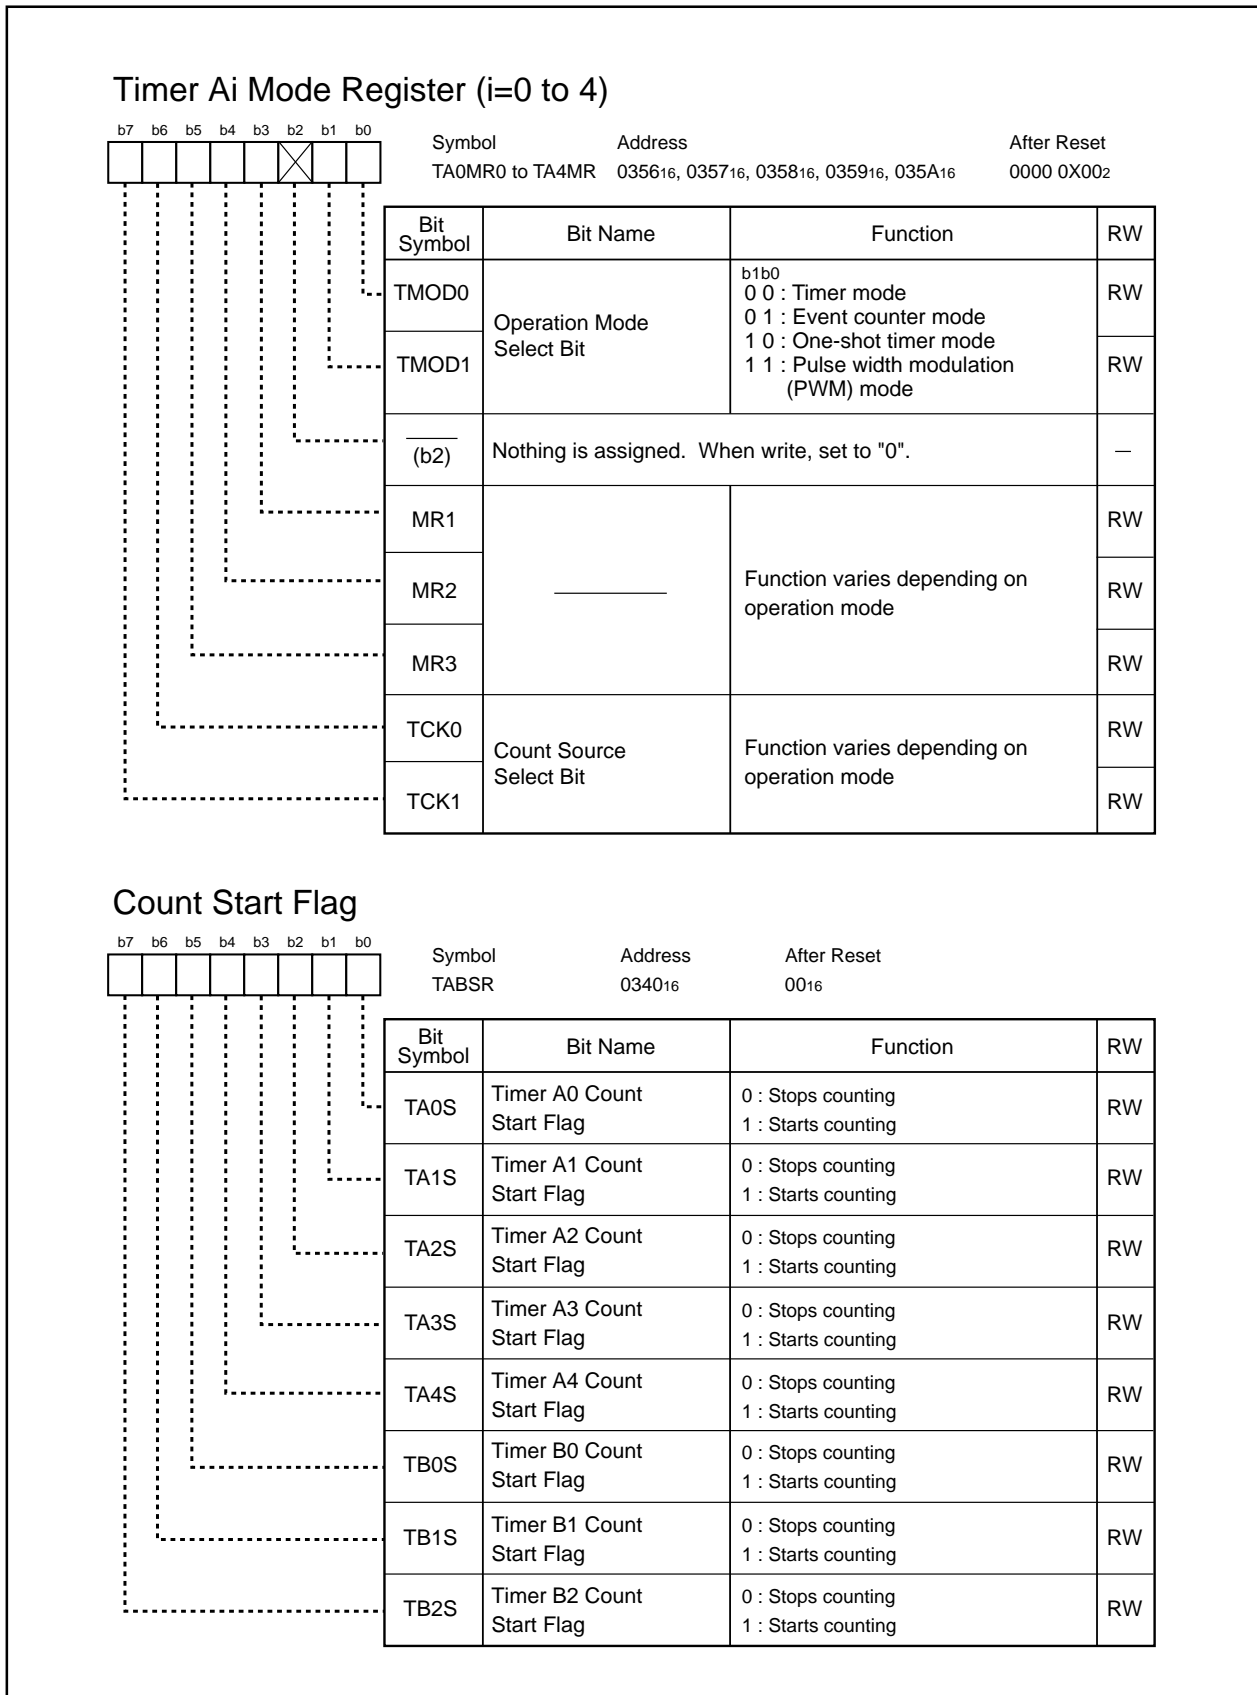 Timer Ai Mode Register (i=0 to 4)
b7 b6 b5 b4 b3 b2 b1 b0
Symbol Address After Reset
TA0MR0 to TA4MR 035616, 035716, 035816, 035916, 035A16 0000 0X002
Bit Symbol Bit Name Function RW
TMOD0 RW
TMOD1 RW
Operation Mode
Select Bit
b1b0
0 0 : Timer mode
0 1 : Event counter mode
1 0 : One-shot timer mode
1 1 : Pulse width modulation
(PWM) mode
(b2) Nothing is assigned. When write, set to "0". —
MR1 RW
MR2 RW
MR3 RW
Function varies depending on
operation mode
TCK0 RW
TCK1 RW
Count Source
Select Bit
Function varies depending on
operation mode
Count Start Flag
b7 b6 b5 b4 b3 b2 b1 b0
Symbol Address After Reset
TABSR 034016 0016
Bit Symbol Bit Name Function RW
TA0S Timer A0 Count
Start Flag
0 : Stops counting
1 : Starts counting
RW
TA1S Timer A1 Count
Start Flag
0 : Stops counting
1 : Starts counting
RW
TA2S Timer A2 Count
Start Flag
0 : Stops counting
1 : Starts counting
RW
TA3S Timer A3 Count
Start Flag
0 : Stops counting
1 : Starts counting
RW
TA4S Timer A4 Count
Start Flag
0 : Stops counting
1 : Starts counting
RW
TB0S Timer B0 Count
Start Flag
0 : Stops counting
1 : Starts counting
RW
TB1S Timer B1 Count
Start Flag
0 : Stops counting
1 : Starts counting
RW
TB2S Timer B2 Count
Start Flag
0 : Stops counting
1 : Starts counting
RW